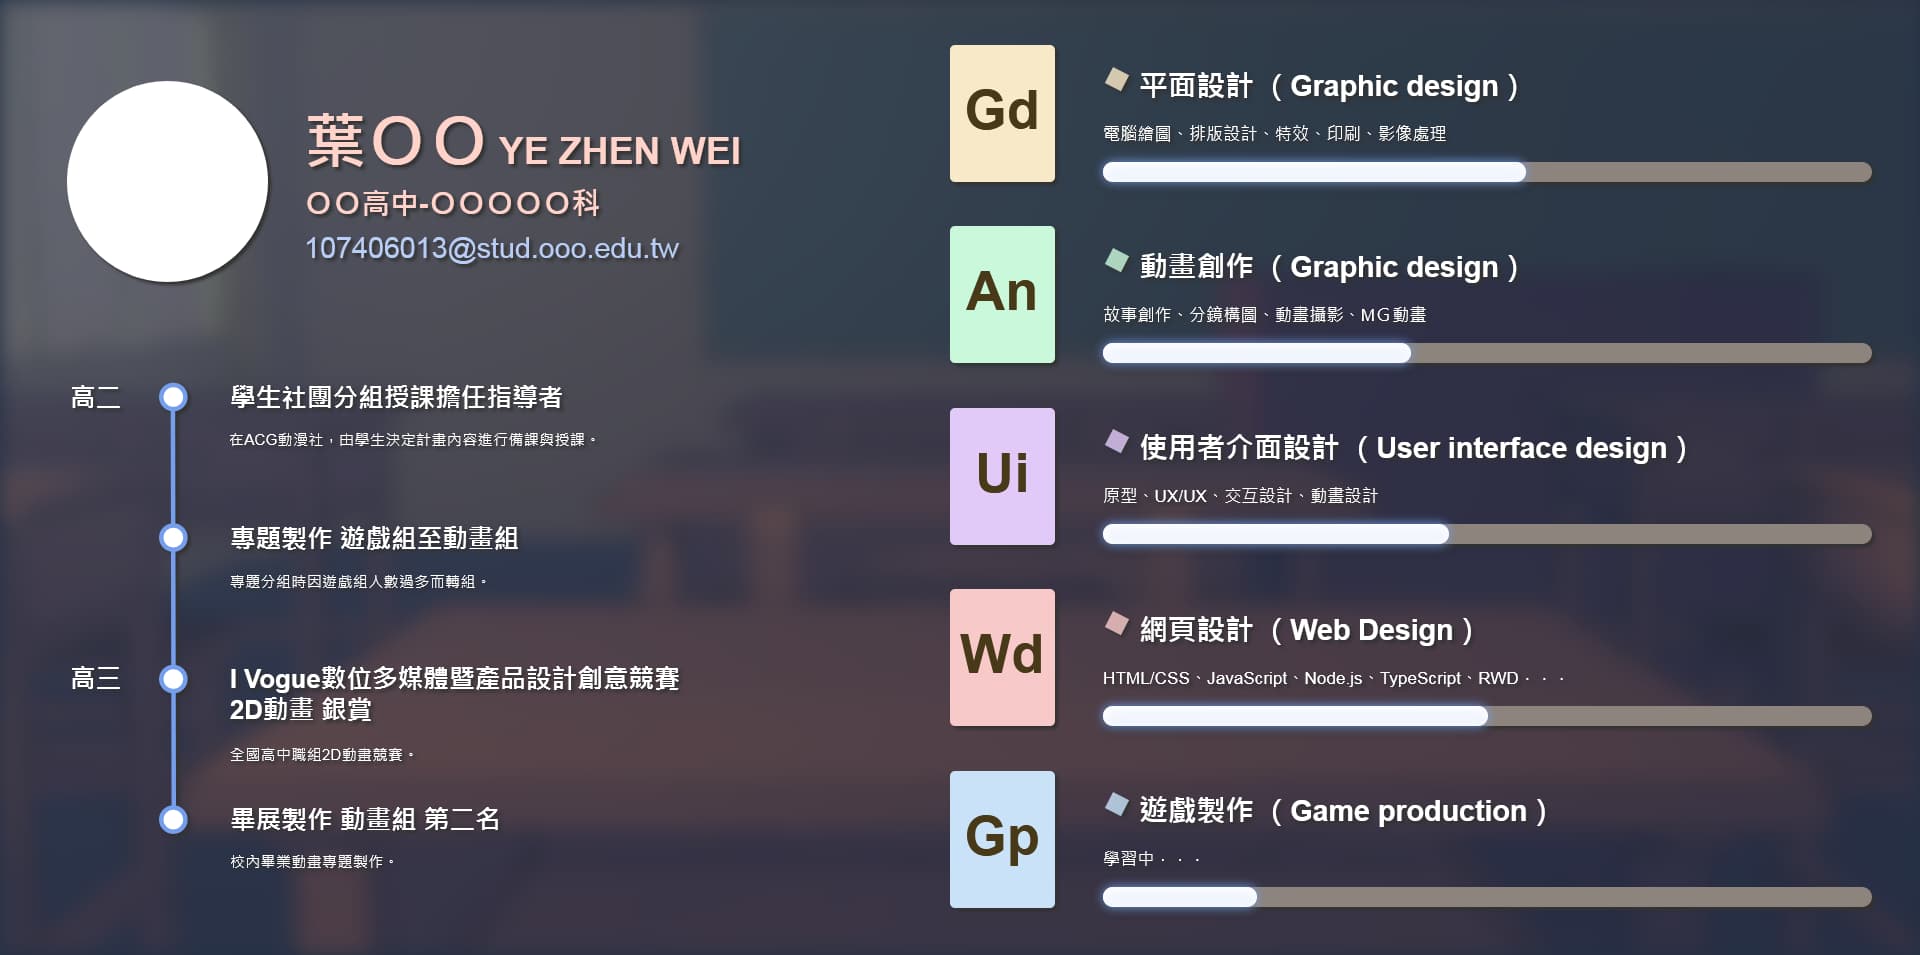 葉ＯＯ YE ZHEN WEI
ＯＯ高中-ＯＯＯＯＯ科
107406013@stud.ooo.edu.tw
高二
學生社團分組授課擔任指導者
在ACG動漫社，由學生決定計畫內容進行備課與授課。
專題製作 遊戲組至動畫組
專題分組時因遊戲組人數過多而轉組。
高三
I Vogue數位多媒體暨產品設計創意競賽
2D動畫 銀賞
全國高中職組2D動畫競賽。
畢展製作 動畫組 第二名
校內畢業動畫專題製作。
Gd
平面設計 （Graphic design）
電腦繪圖、排版設計、特效、印刷、影像處理
An
動畫創作 （Graphic design）
故事創作、分鏡構圖、動畫攝影、ＭＧ動畫
Ui
使用者介面設計 （User interface design）
原型、UX/UX、交互設計、動畫設計
Wd
網頁設計 （Web Design）
HTML/CSS、JavaScript、Node.js、TypeScript、RWD．．．
Gp
遊戲製作 （Game production）
學習中．．．